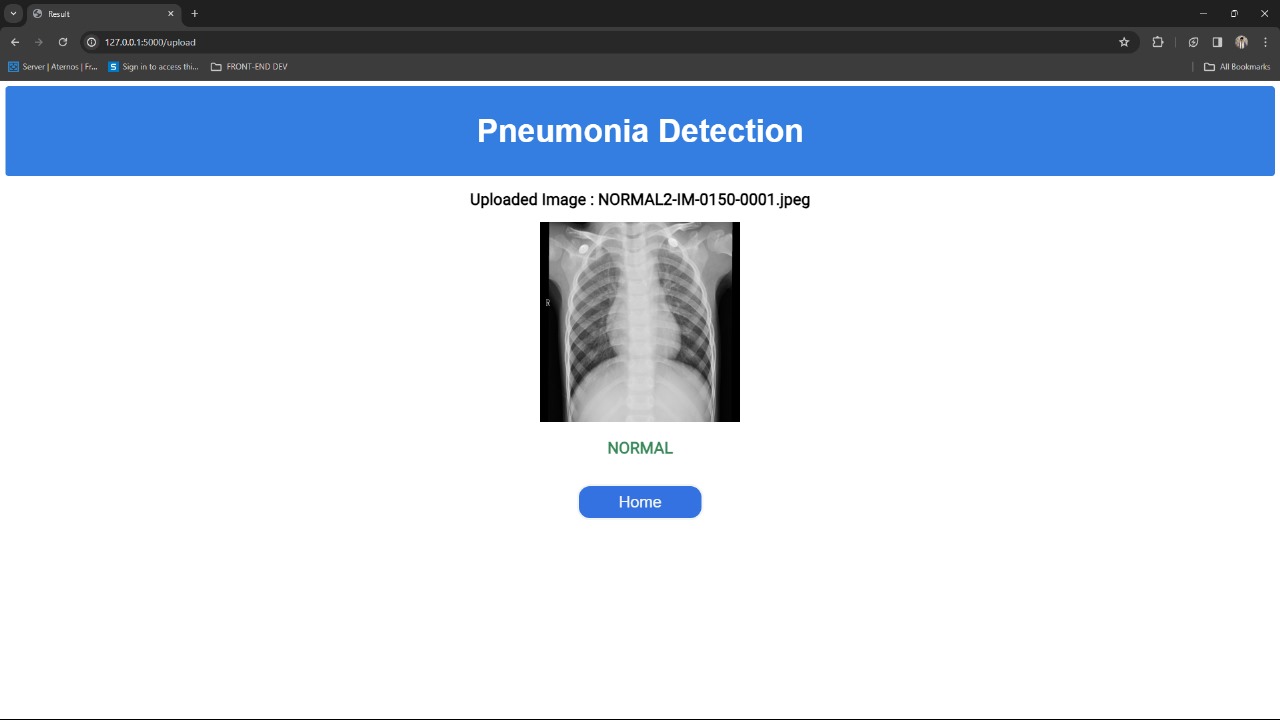 Result
127.0.0.1:5000/upload
Server | Aternos | Fr...
Sign in to access thi...
FRONT-END DEV
All Bookmarks
Pneumonia Detection
Uploaded Image : NORMAL2-IM-0150-0001.jpeg
R
NORMAL
Home